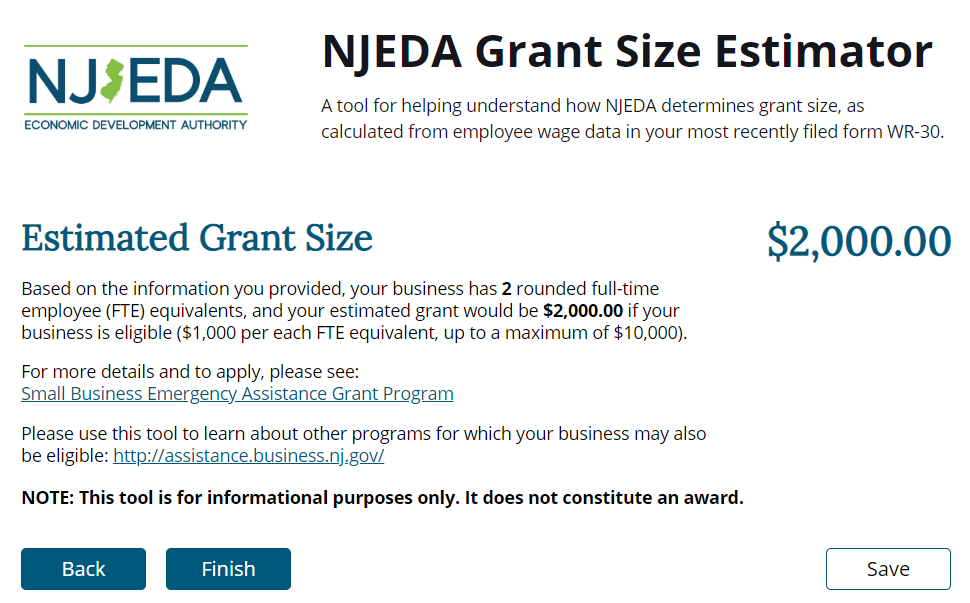 NJEDA
ECONOMIC DEVELOPMENT AUTHORITY
NJEDA Grant Size Estimator
A tool for helping understand how NJEDA determines grant size, as
calculated from employee wage data in your most recently filed form WR-30.
Estimated Grant Size
$2,000.00
Based on the information you provided, your business has 2 rounded full-time
employee (FTE) equivalents, and your estimated grant would be $2,000.00 if your
business is eligible ($1,000 per each FTE equivalent, up to a maximum of $10,000).
For more details and to apply, please see:
Small Business Emergency Assistance Grant Program
Please use this tool to learn about other programs for which your business may also
be eligible: http://assistance.business.nj.gov/
NOTE: This tool is for informational purposes only. It does not constitute an award.
Back
Finish
Save